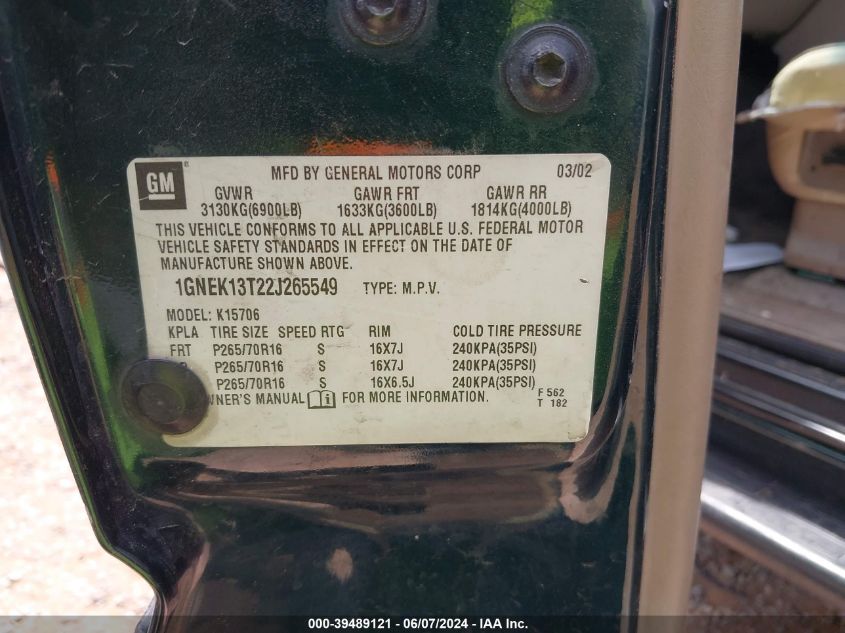 GM ®
MFD BY GENERAL MOTORS CORP 03/02
GVWR GAWR FRT GAWR RR
3130KG(6900LB) 1633KG(3600LB) 1814KG(4000LB)
THIS VEHICLE CONFORMS TO ALL APPLICABLE U.S. FEDERAL MOTOR
VEHICLE SAFETY STANDARDS IN EFFECT ON THE DATE OF
MANUFACTURE SHOWN ABOVE.
1GNEK13T22J265549 TYPE: M.P.V.
MODEL: K15706
KPLA TIRE SIZE SPEED RTG RIM COLD TIRE PRESSURE
FRT P265/70R16 S 16X7J 240KPA(35PSI)
P265/70R16 S 16X7J 240KPA(35PSI)
P265/70R16 S 16X6.5J 240KPA(35PSI)
WNER'S MANUAL i FOR MORE INFORMATION.
F 562
T 182
000-39489121 - 06/07/2024 - IAA Inc.